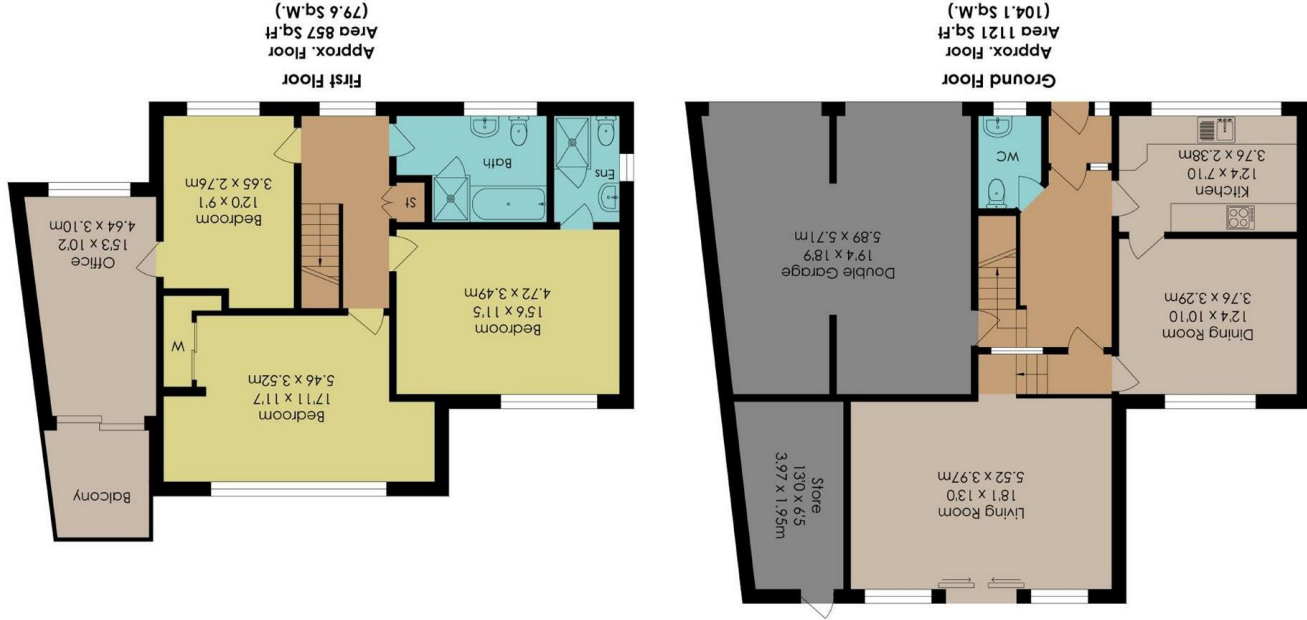 Living Room
18'1 x 13'0
5.52 x 3.97m
Store
13'0 x 6'5
3.97 x 1.95m
Dining Room
12'4 x 10'10
3.76 x 3.29m
Double Garage
19'4 x 18'9
5.89 x 5.71m
Kitchen
12'4 x 7'10
3.76 x 2.38m
WC
Ground Floor
Approx. Floor
Area 1121 Sq.Ft
(104.1 Sq.M.)
Balcony
Bedroom
17'11 x 11'7
5.46 x 3.52m
W
Bedroom
15'6 x 11'5
4.72 x 3.49m
Office
15'3 x 10'2
4.64 x 3.10m
Bedroom
12'0 x 9'1
3.65 x 2.76m
St
Bath
Ens
First Floor
Approx. Floor
Area 857 Sq.Ft
(79.6 Sq.M.)